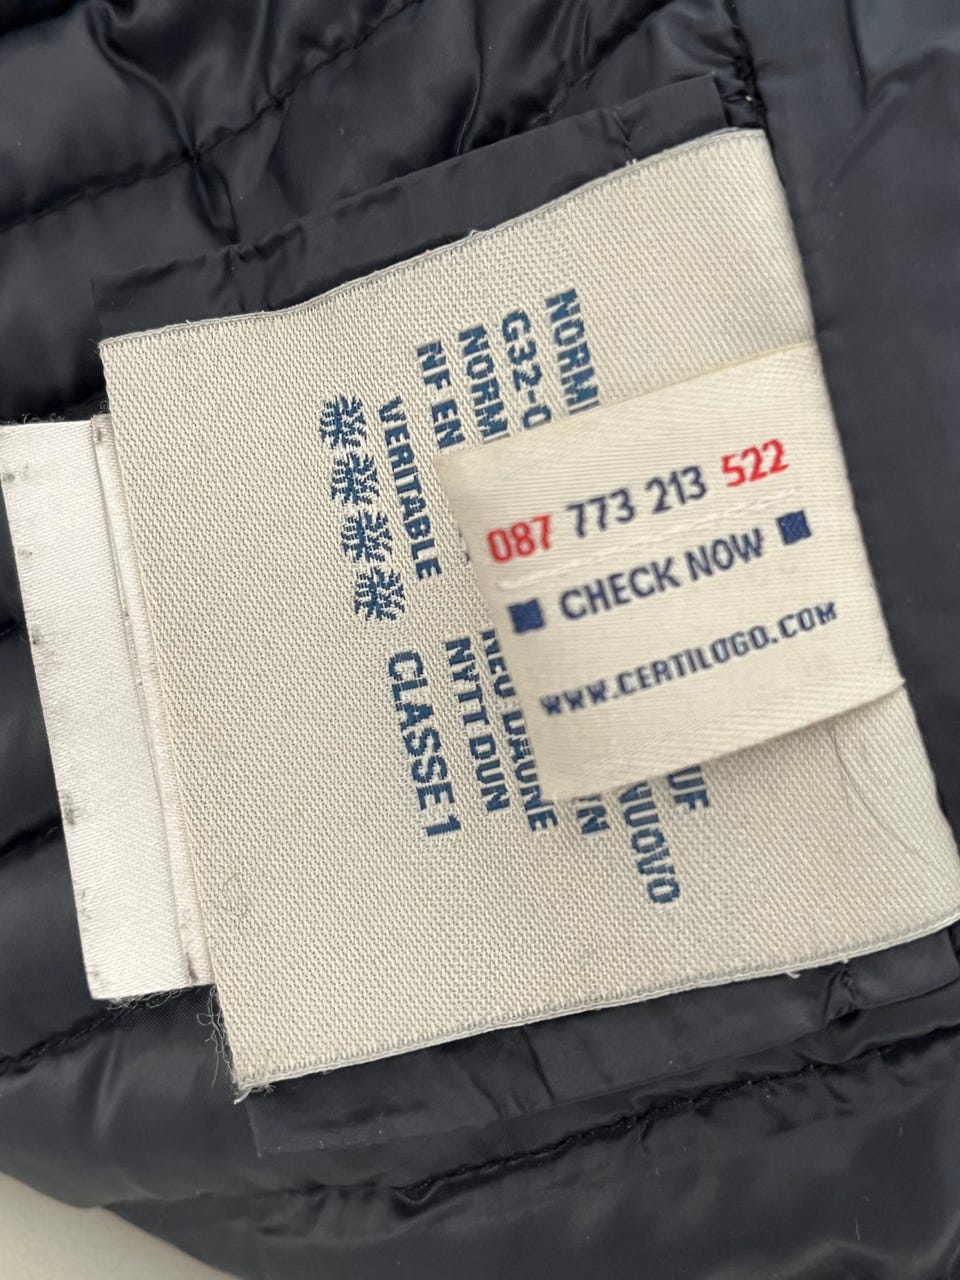 087 773 213 522
CHECK NOW
WWW.CERTILOGO.COM
NORM
G32-
NORM
NF EN
VERITABLE
UF
NUOVO
NEU DAUNE
NYTT DUN
CLASSE 1